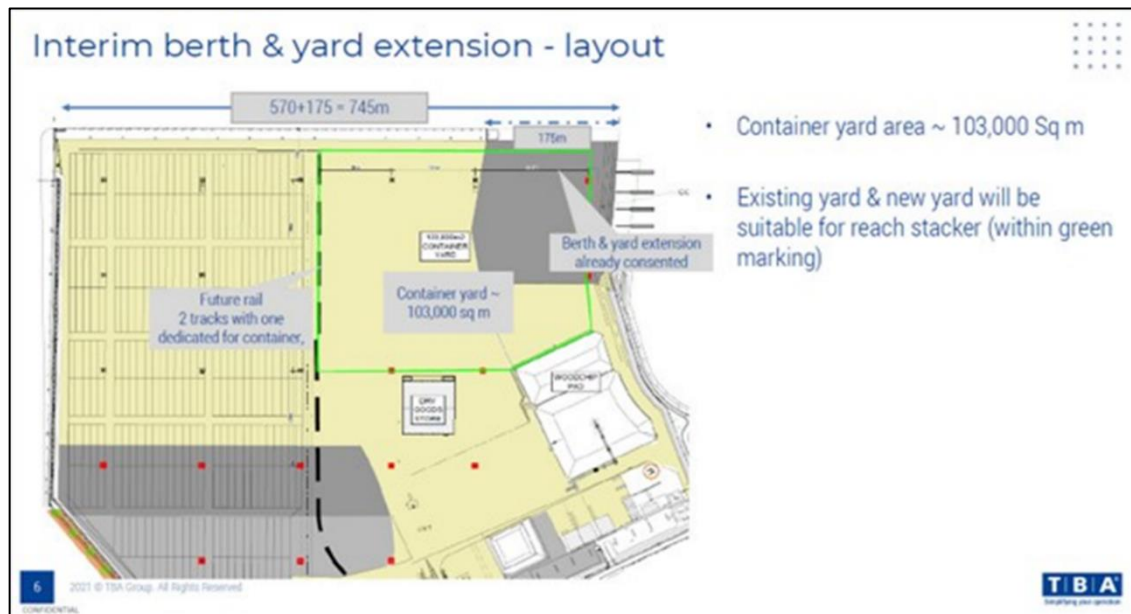 Interim berth & yard extension - layout
570+175 = 745m
175m
• Container yard area ~ 103,000 Sq m
• Existing yard & new yard will be
suitable for reach stacker (within green
marking)
CONTAINER
YARD
Berth & yard extension
already consented
Future rail
2 tracks with one
dedicated for container,
Container yard ~
103,000 sq m
WOODCHIP
PAD
DRY
GOODS
STORE
6
2021 © TBA Group. All Rights Reserved
CONFIDENTIAL
TBA